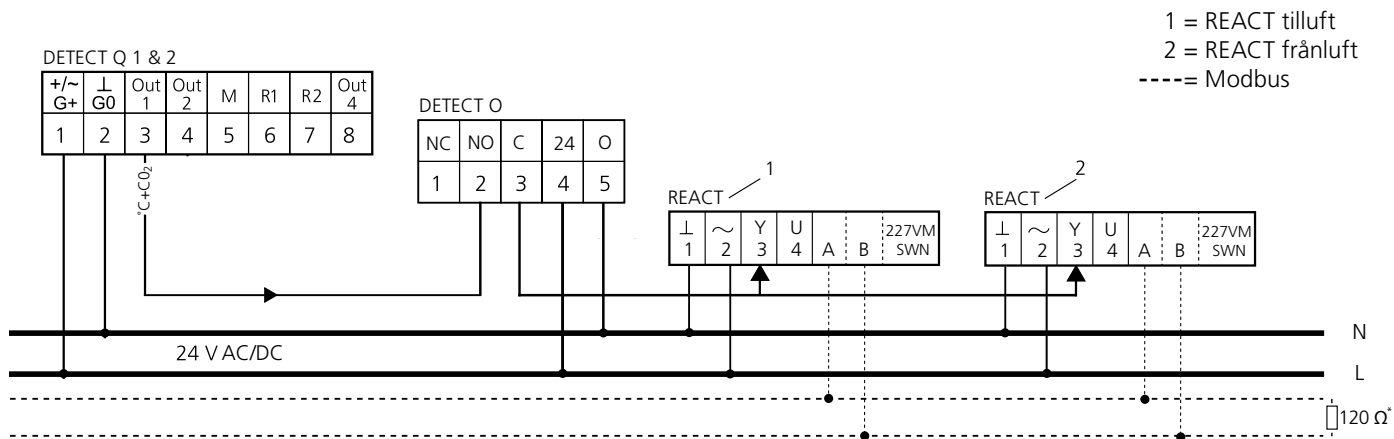 1 = REACT tilluft
2 = REACT frånluft
----= Modbus
DETECT Q 1 & 2
+/~ G+ ⊥ G0 Out 1 Out 2 M R1 R2 Out 4
1 2 3 4 5 6 7 8
°C+CO₂
DETECT O
NC NO C 24 O
1 2 3 4 5
REACT 1
⊥ 1 ~ 2 Y 3 U 4 A B 227VM SWN
REACT 2
⊥ 1 ~ 2 Y 3 U 4 A B 227VM SWN
N
24 V AC/DC
L
120 Ω*